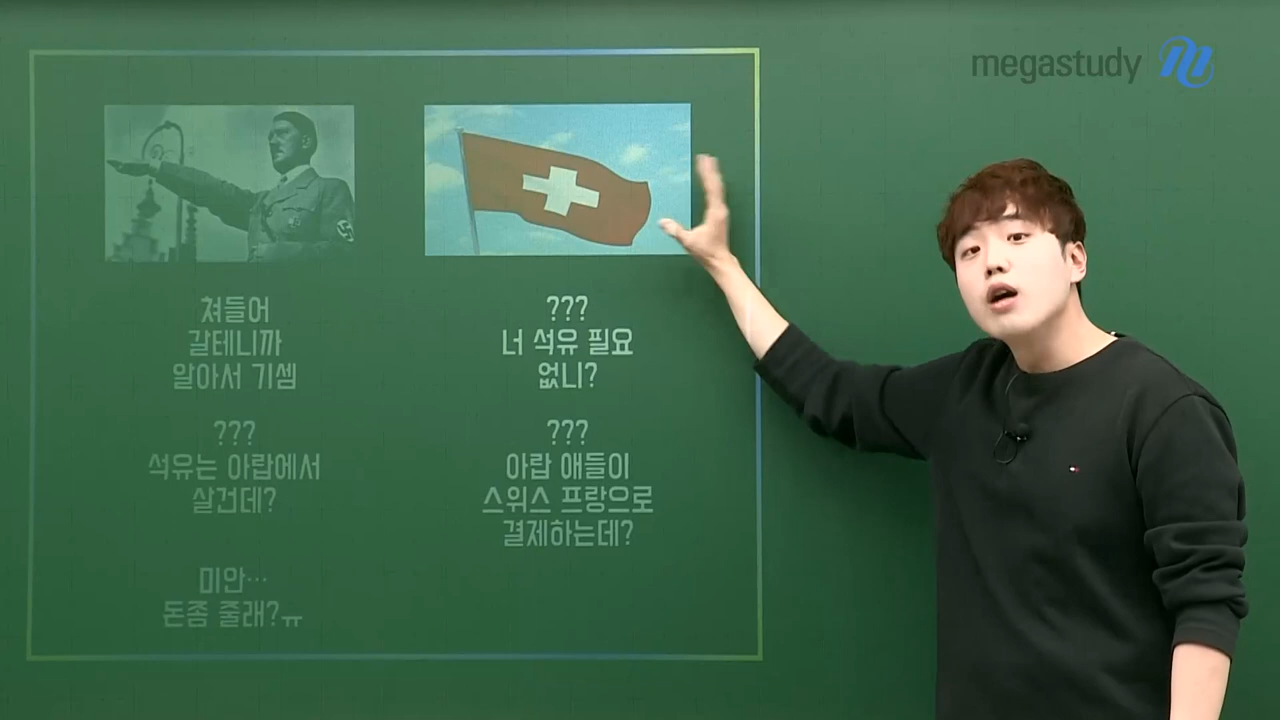 megastudy
쳐들어
갈테니까
알아서 기셈
???
너 석유 필요
없니?
???
석유는 아랍에서
살건데?
???
아랍 애들이
스위스 프랑으로
결제하는데?
미안…
돈좀 줄래?ㅠ